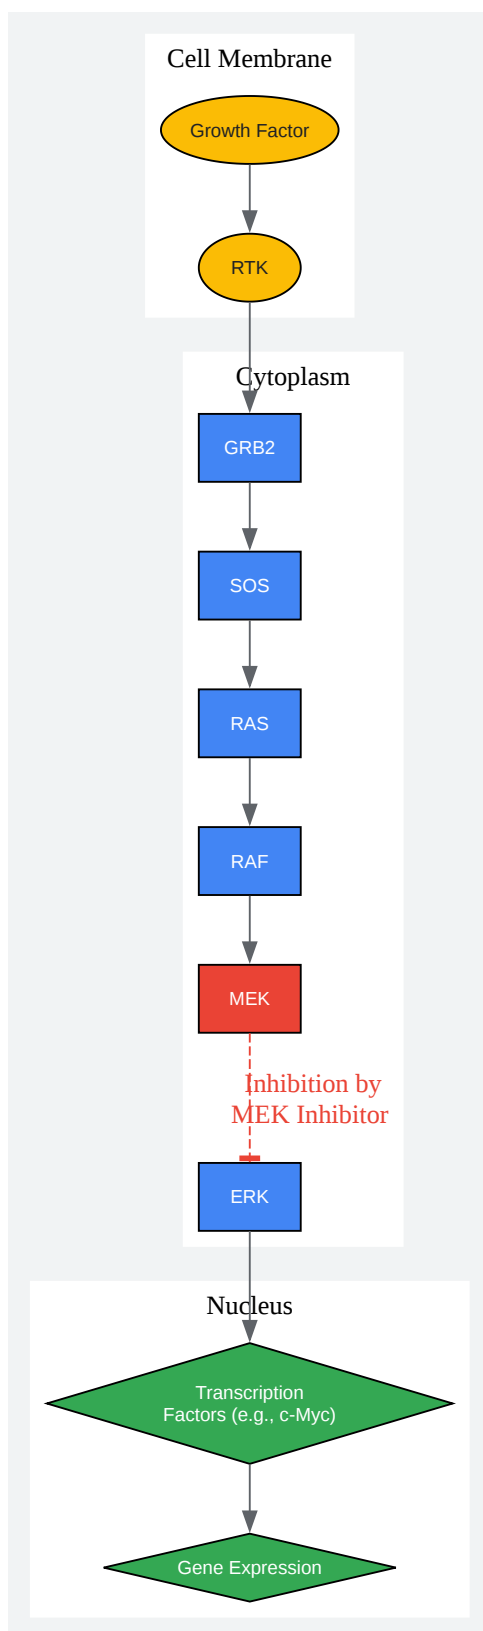 Cell Membrane
Growth Factor
RTK
Cytoplasm
GRB2
SOS
RAS
RAF
MEK
Inhibition by
MEK Inhibitor
ERK
Nucleus
Transcription
Factors (e.g., c-Myc)
Gene Expression